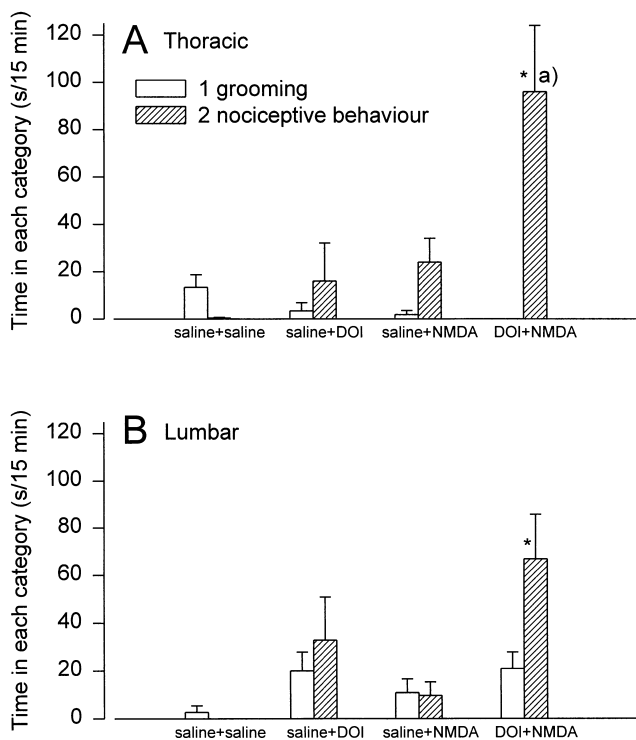 A Thoracic
1 grooming
2 nociceptive behaviour
* a)
Time in each category (s/15 min)
120
100
80
60
40
20
0
saline+saline saline+DOI saline+NMDA DOI+NMDA
B Lumbar
*
Time in each category (s/15 min)
120
100
80
60
40
20
0
saline+saline saline+DOI saline+NMDA DOI+NMDA